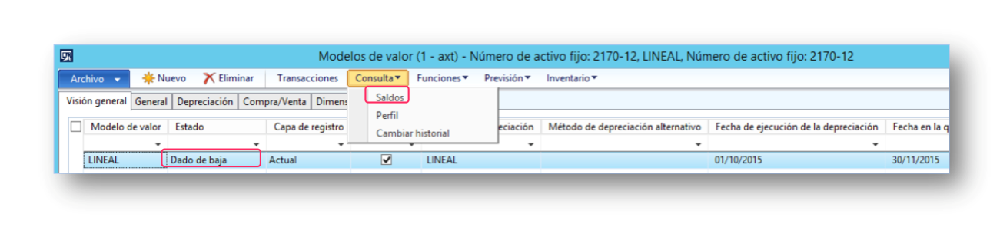 Modelos de valor (1 - axt) - Número de activo fijo: 2170-12, LINEAL, Número de activo fijo: 2170-12
Archivo Nuevo Eliminar Transacciones Consulta Funciones Previsión Inventario
Visión general General Depreciación Compra/Venta Dimens
Saldos
Perfil
Cambiar historial
Modelo de valor Estado Capa de registro eciación Método de depreciación alternativo Fecha de ejecución de la depreciación Fecha en la q
LINEAL Dado de baja Actual LINEAL 01/10/2015 30/11/2015